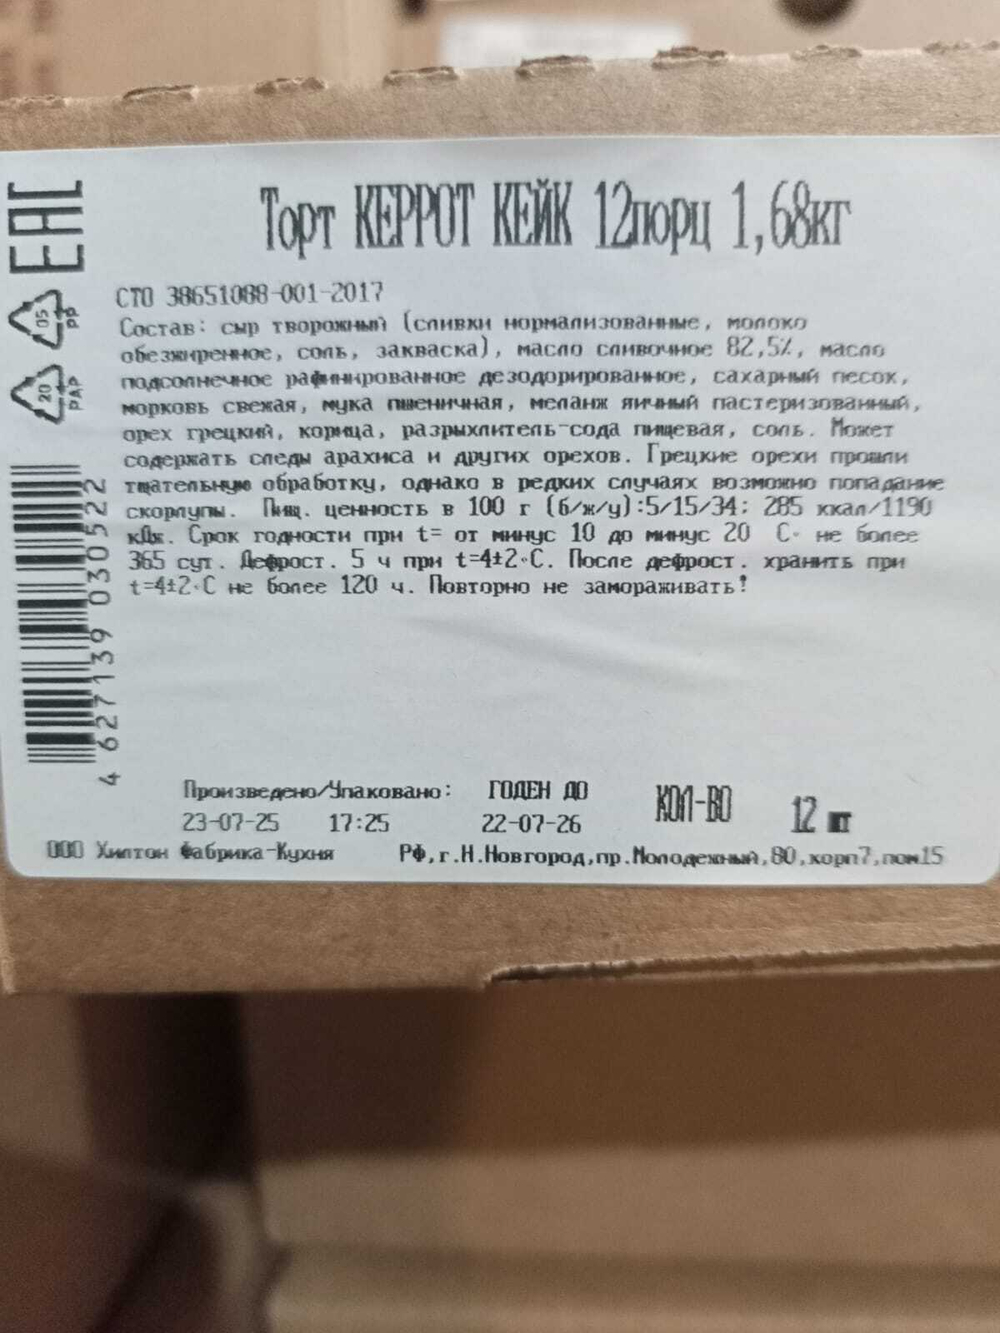 ЕАС
05
PP
20
PAP
4 627139 030522
Торт КЕРРОТ КЕЙК 12порц 1,68кг
СТО 38651088-001-2017
Состав: сыр творожный (сливки нормализованные, молоко
обезжиренное, соль, закваска), масло сливочное 82,5%, масло
подсолнечное рафинированное дезодорированное, сахарный песок,
морковь свежая, мука пшеничная, меланж яичный пастеризованный,
орех грецкий, корица, разрыхлитель-сода пищевая, соль. Может
содержать следы арахиса и других орехов. Грецкие орехи прошли
тщательную обработку, однако в редких случаях возможно попадание
скорлупы. Пищ. ценность в 100 г (б/ж/у):5/15/34; 285 ккал/1190
кДж. Срок годности при t= от минус 10 до минус 20 С◦ не более
365 сут. Дефрост. 5 ч при t=4±2◦С. После дефрост. хранить при
t=4±2◦С не более 120 ч. Повторно не замораживать!
Произведено/Упаковано: ГОДЕН ДО КОЛ-ВО 12 шт
23-07-25 17:25 22-07-26
ООО Хилтон Фабрика-Кухня РФ,г.Н.Новгород,пр.Молодежный,80,корп7,пом15